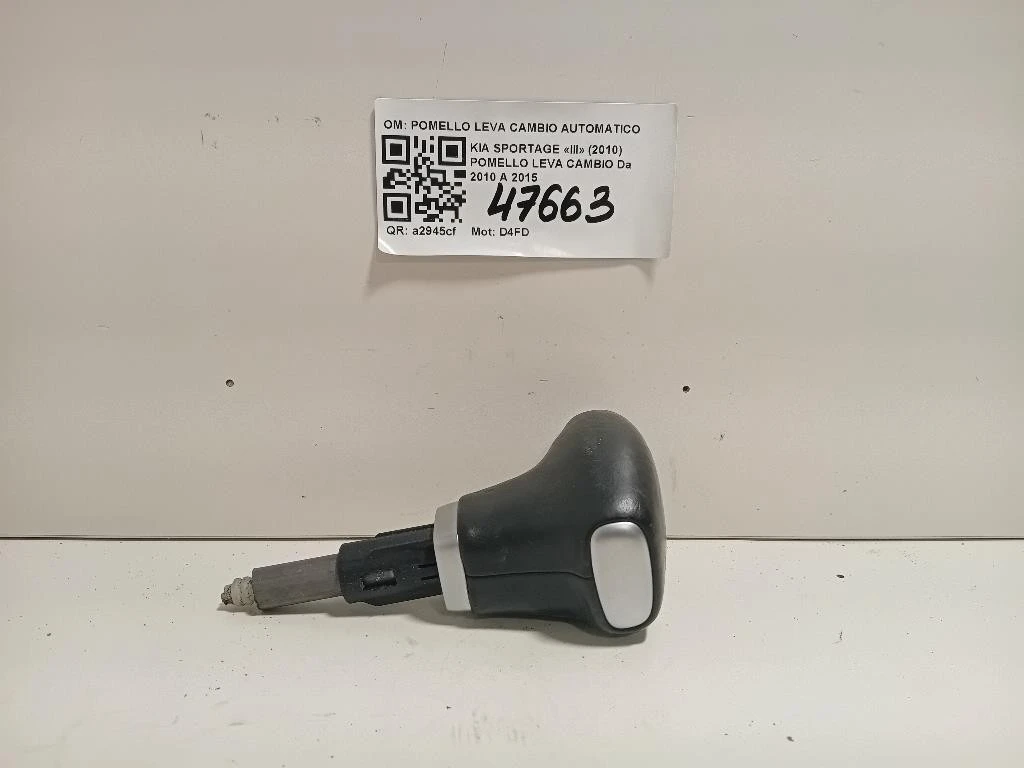 OM: POMELLO LEVA CAMBIO AUTOMATICO
KIA SPORTAGE «III» (2010)
POMELLO LEVA CAMBIO Da
2010 A 2015
47663
QR: a2945cf Mot: D4FD